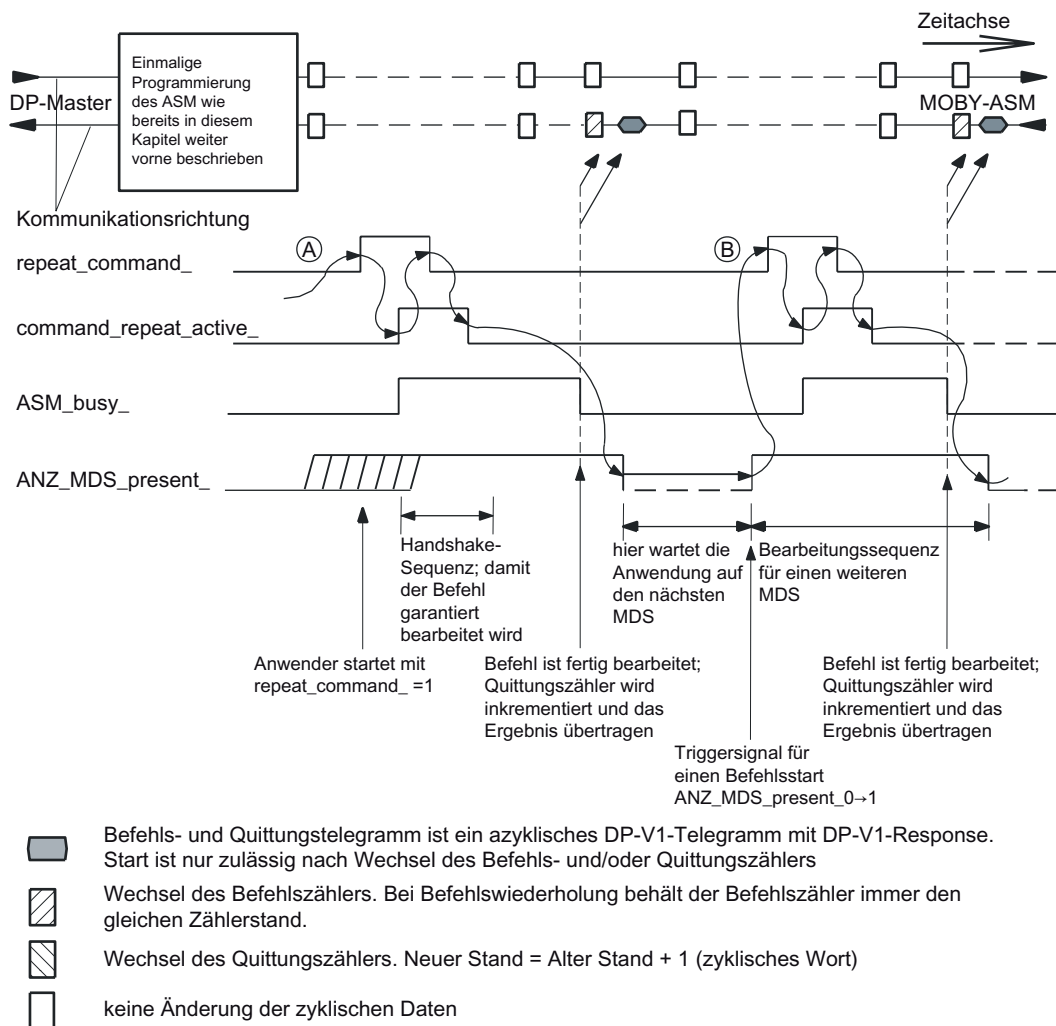 Zeitachse
Einmalige
Programmierung
des ASM wie
bereits in diesem
Kapitel weiter
vorne beschrieben
DP-Master
MOBY-ASM
Kommunikationsrichtung
A
B
repeat_command_
command_repeat_active_
ASM_busy_
ANZ_MDS_present_
Handshake-
Sequenz; damit
der Befehl
garantiert
bearbeitet wird
hier wartet die
Anwendung auf
den nächsten
MDS
Bearbeitungssequenz
für einen weiteren
MDS
Anwender startet mit
repeat_command_ =1
Befehl ist fertig bearbeitet;
Quittungszähler wird
inkrementiert und das
Ergebnis übertragen
Befehl ist fertig bearbeitet;
Quittungszähler wird
inkrementiert und das
Ergebnis übertragen
Triggersignal für
einen Befehlsstart
ANZ_MDS_present_0→1
Befehls- und Quittungstelegramm ist ein azyklisches DP-V1-Telegramm mit DP-V1-Response.
Start ist nur zulässig nach Wechsel des Befehls- und/oder Quittungszählers
Wechsel des Befehlszählers. Bei Befehlswiederholung behält der Befehlszähler immer den
gleichen Zählerstand.
Wechsel des Quittungszählers. Neuer Stand = Alter Stand + 1 (zyklisches Wort)
keine Änderung der zyklischen Daten